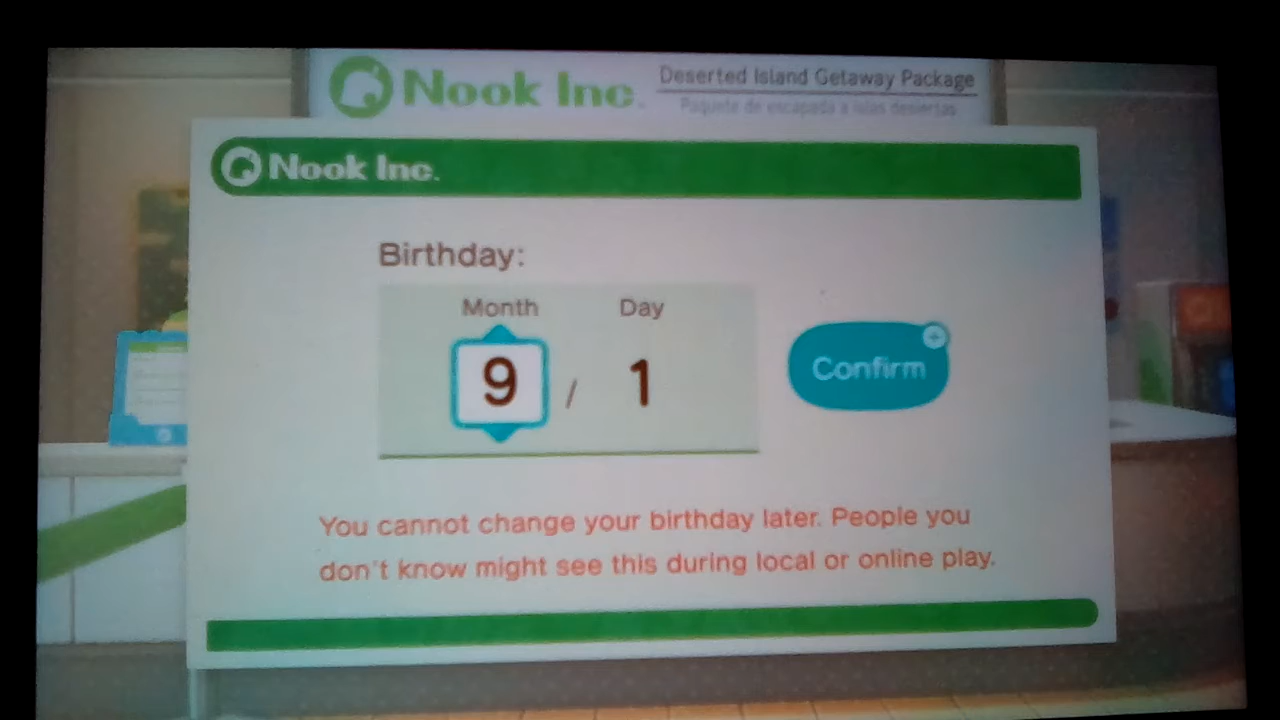 Nook Inc.
Deserted Island Getaway Package
Paquete de escapada a islas desiertas
Nook Inc.
Birthday:
Month Day
9 / 1
Confirm
You cannot change your birthday later. People you
don't know might see this during local or online play.